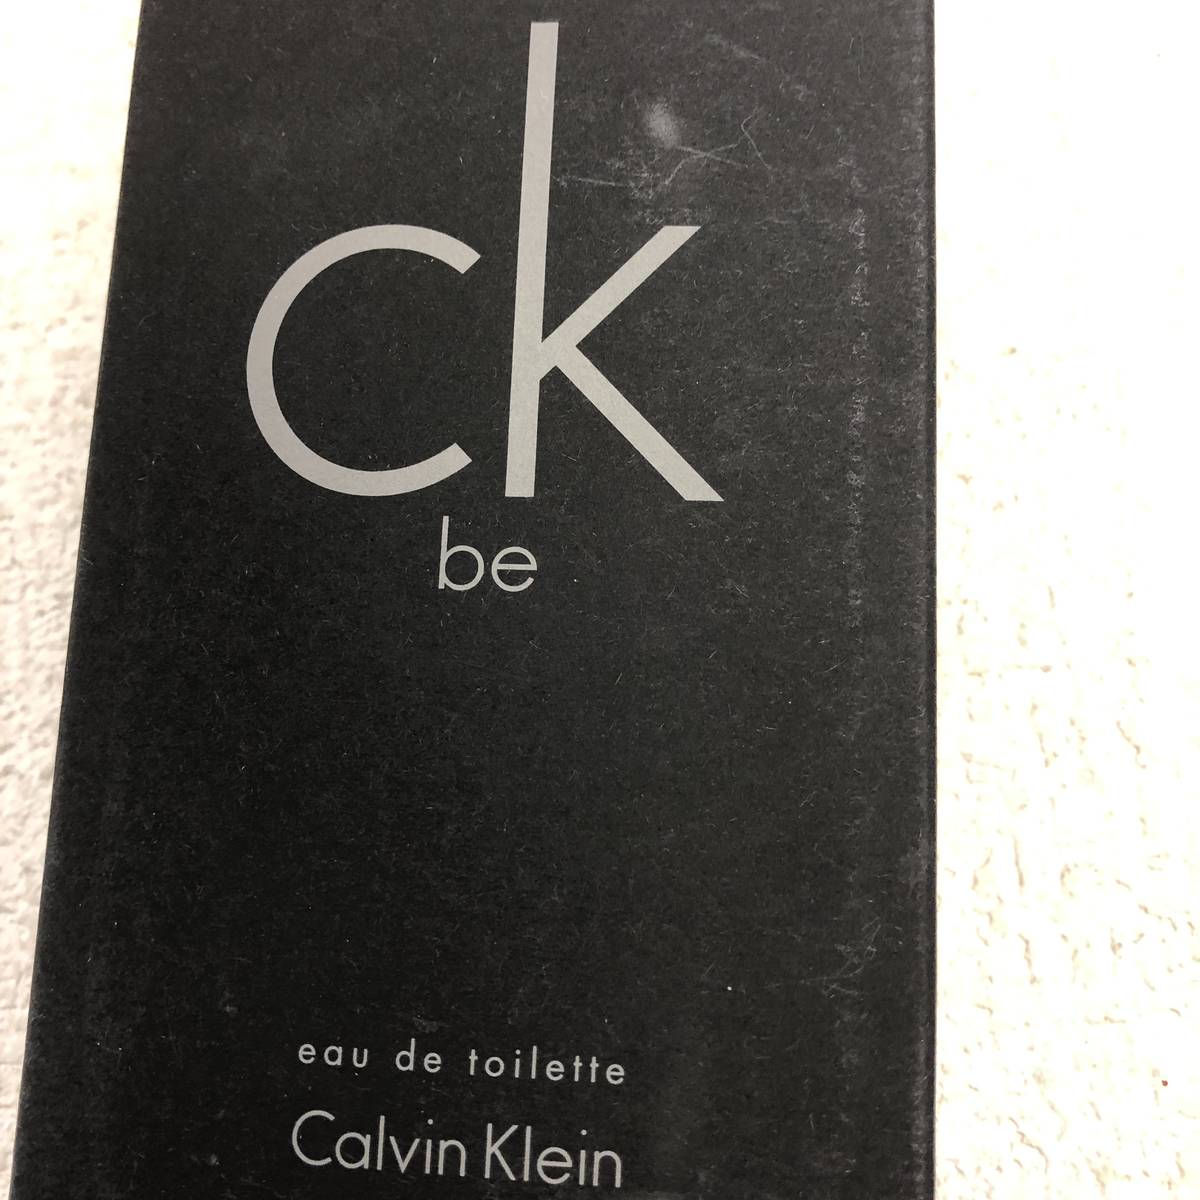 ck
be
eau de toilette
Calvin Klein